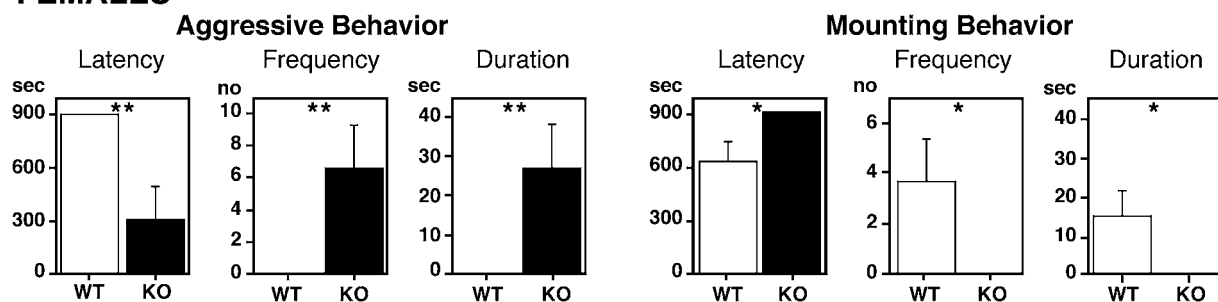 Aggressive Behavior Mounting Behavior
Latency Frequency Duration Latency Frequency Duration
sec no sec sec no sec
900 ** 10 ** 40 ** 900 * 6 * 40 *
8
600 30 600 4 30
6
4 20 20
300 300 2
2 10 10
0 0 0 0 0 0
WT KO WT KO WT KO WT KO WT KO WT KO